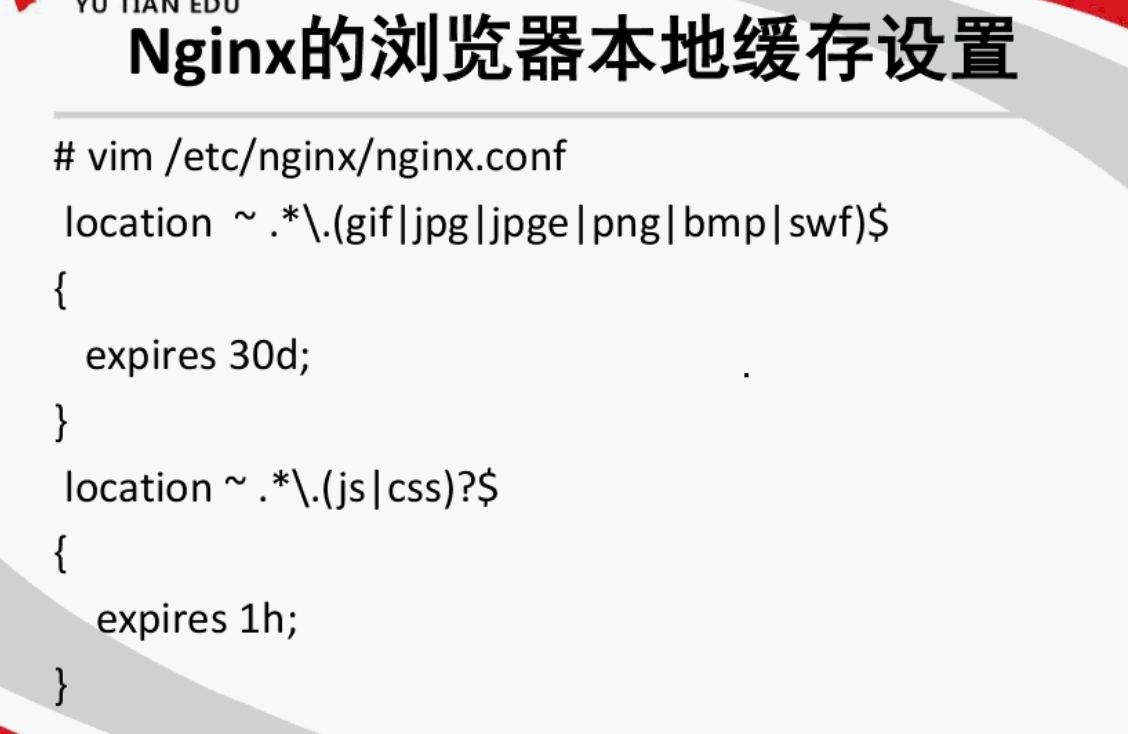 YU TIAN EDU
Nginx的浏览器本地缓存设置
# vim /etc/nginx/nginx.conf
location ~ .*\.(gif|jpg|jpge|png|bmp|swf)$
{
expires 30d;
}
location ~ .*\.(js|css)?$
{
expires 1h;
}